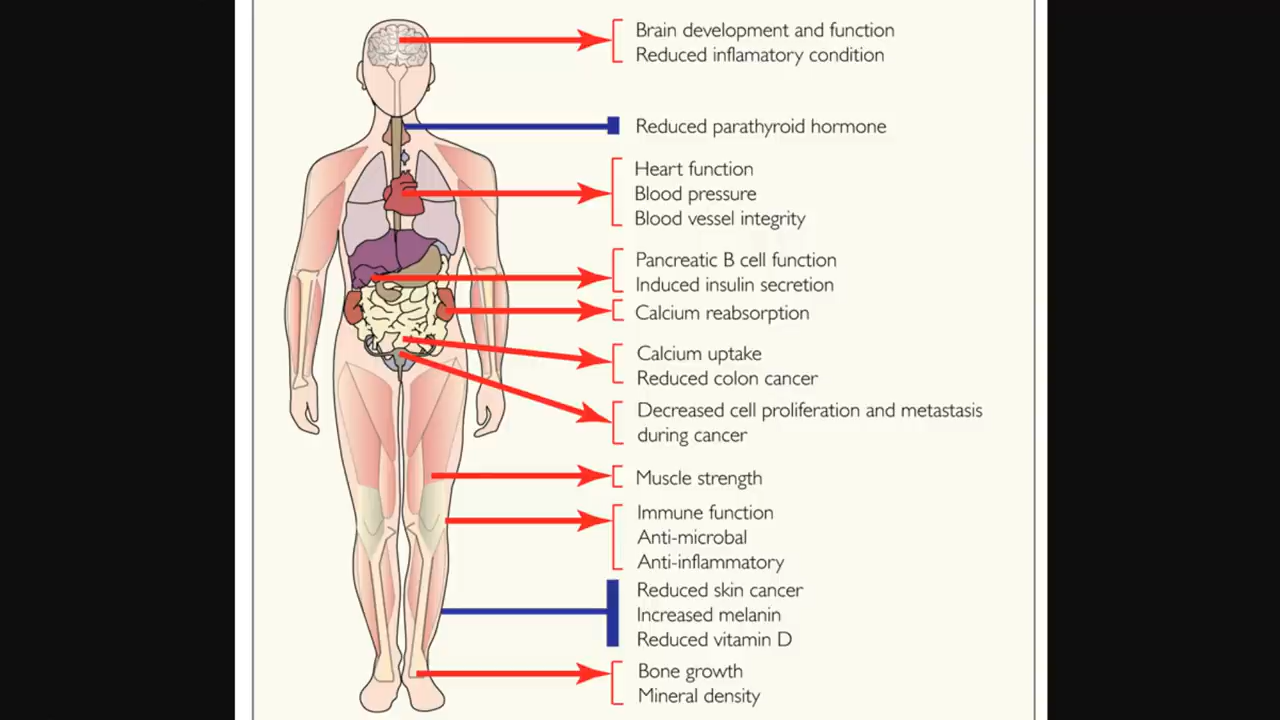 Brain development and function
Reduced inflamatory condition
Reduced parathyroid hormone
Heart function
Blood pressure
Blood vessel integrity
Pancreatic B cell function
Induced insulin secretion
Calcium reabsorption
Calcium uptake
Reduced colon cancer
Decreased cell proliferation and metastasis
during cancer
Muscle strength
Immune function
Anti-microbal
Anti-inflammatory
Reduced skin cancer
Increased melanin
Reduced vitamin D
Bone growth
Mineral density